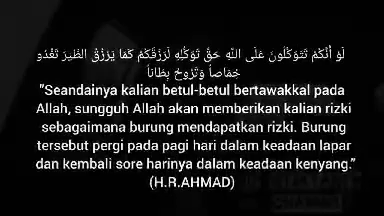 لَوْ أَنَّكُمْ تَتَوَكَّلُونَ عَلَى اللَّهِ حَقَّ تَوَكُّلِهِ لَرَزَقَكُمْ كَمَا يَرْزُقُ الطَّيْرَ تَغْدُو
خِمَاصاً وَتَرُوحُ بِطَاناً
"Seandainya kalian betul-betul bertawakkal pada
Allah, sungguh Allah akan memberikan kalian rizki
sebagaimana burung mendapatkan rizki. Burung
tersebut pergi pada pagi hari dalam keadaan lapar
dan kembali sore harinya dalam keadaan kenyang."
(H.R.AHMAD)